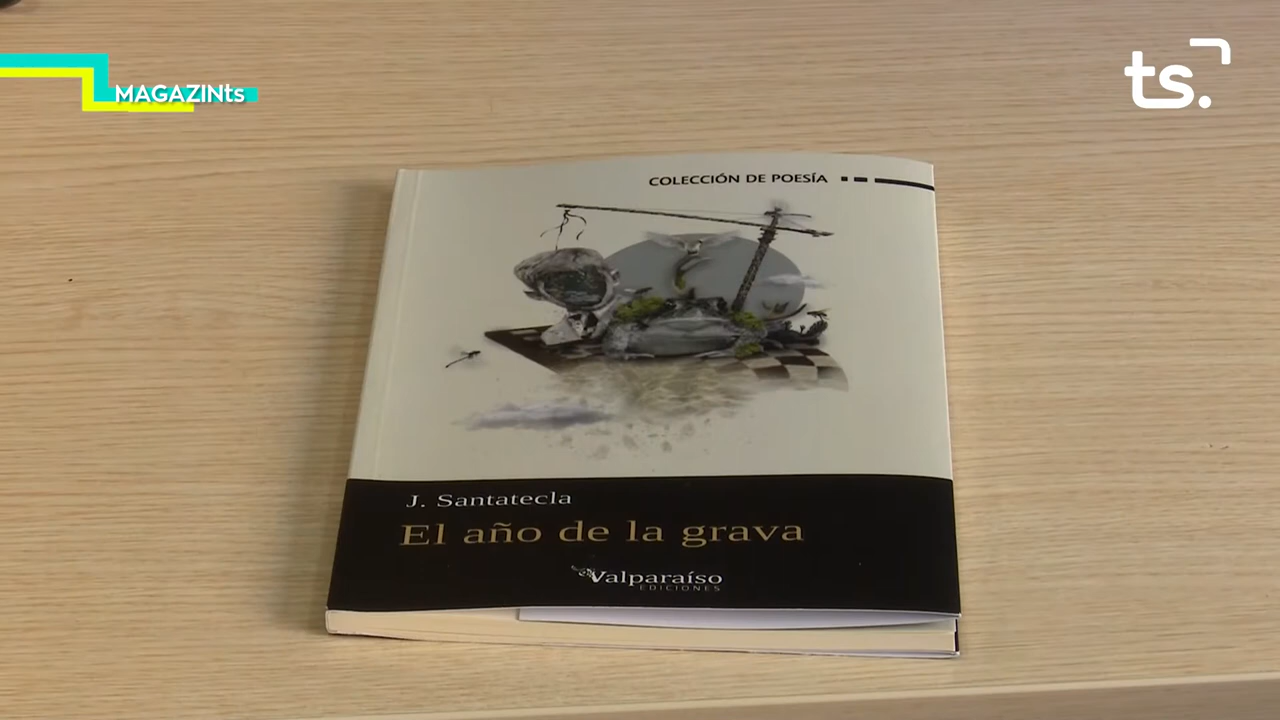 MAGAZINts
ts.
COLECCIÓN DE POESÍA
J. Santatecla
El año de la grava
Valparaíso
EDICIONES